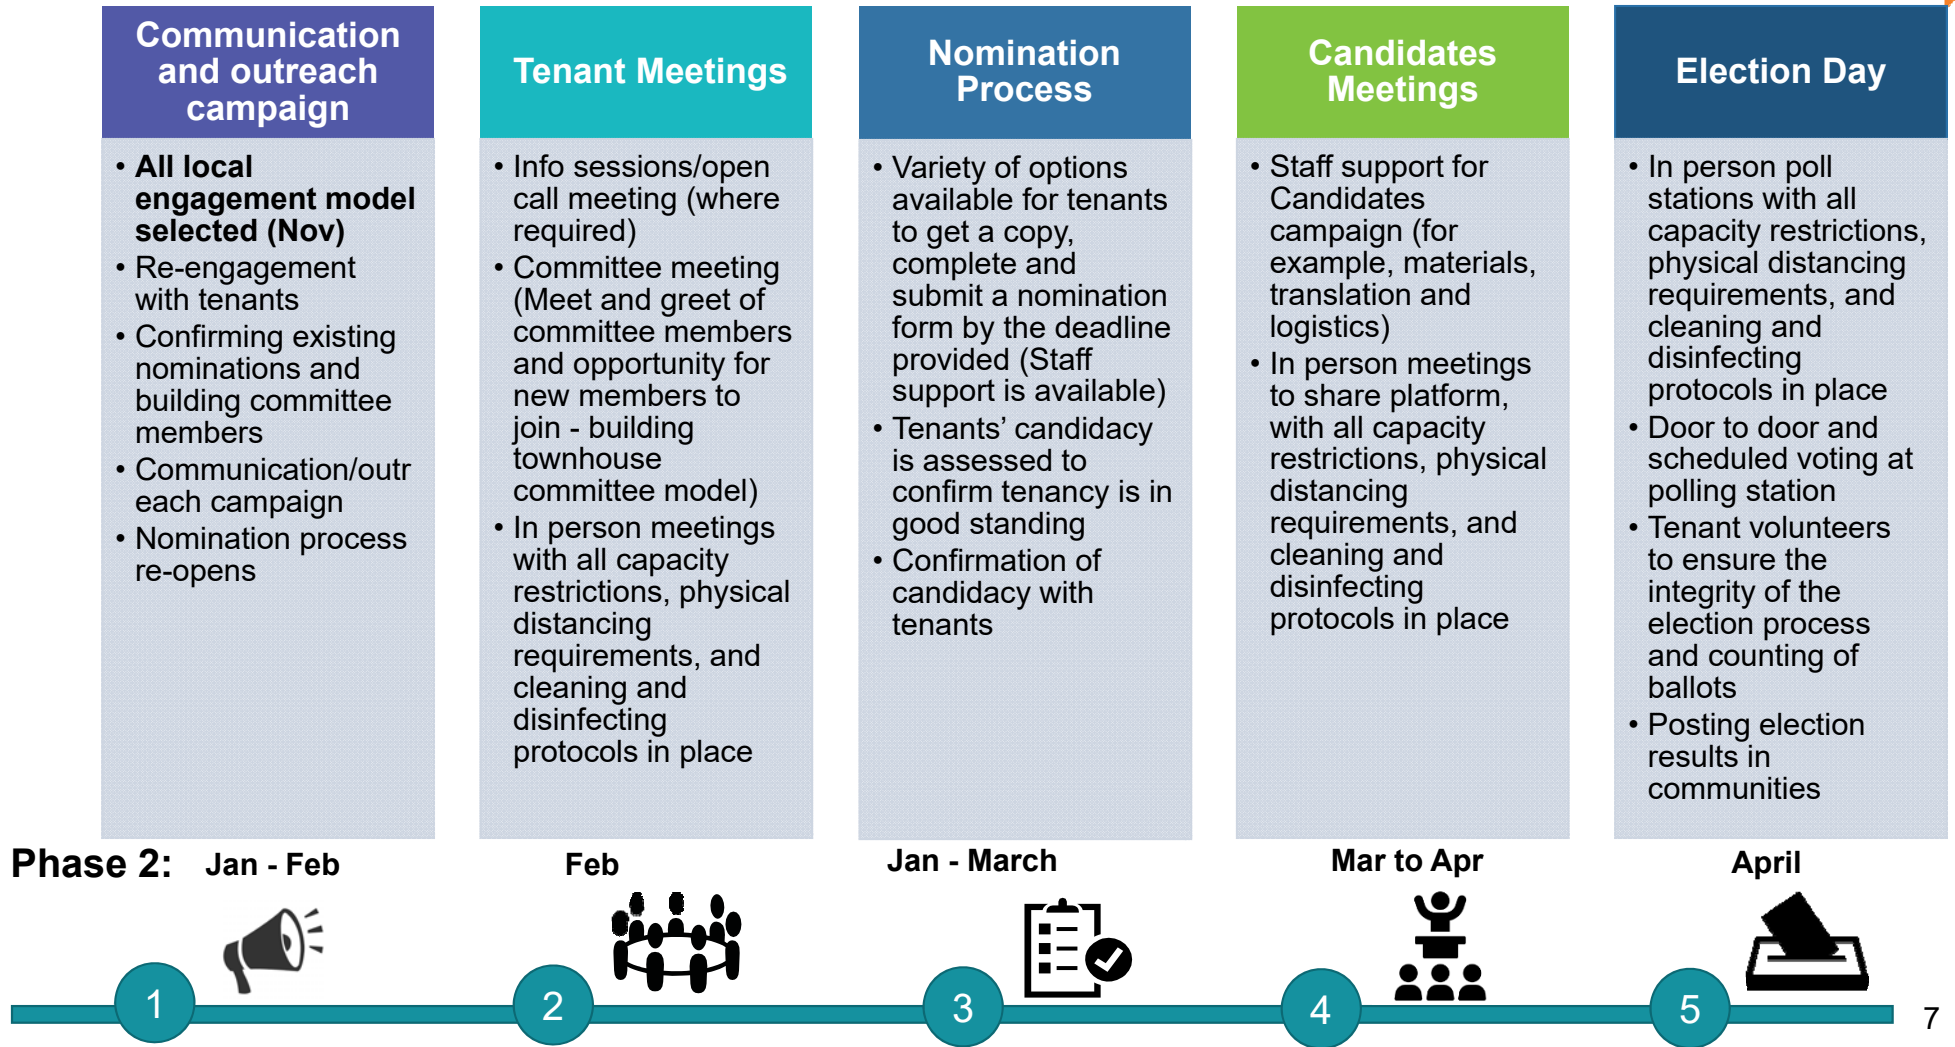 Communication
and outreach
campaign
• All local
engagement model
selected (Nov)
• Re-engagement
with tenants
• Confirming existing
nominations and
building committee
members
• Communication/outr
each campaign
• Nomination process
re-opens
Tenant Meetings
• Info sessions/open
call meeting (where
required)
• Committee meeting
(Meet and greet of
committee members
and opportunity for
new members to
join - building
townhouse
committee model)
• In person meetings
with all capacity
restrictions, physical
distancing
requirements, and
cleaning and
disinfecting
protocols in place
Nomination
Process
• Variety of options
available for tenants
to get a copy,
complete and
submit a nomination
form by the deadline
provided (Staff
support is available)
• Tenants’ candidacy
is assessed to
confirm tenancy is in
good standing
• Confirmation of
candidacy with
tenants
Candidates
Meetings
• Staff support for
Candidates
campaign (for
example, materials,
translation and
logistics)
• In person meetings
to share platform,
with all capacity
restrictions, physical
distancing
requirements, and
cleaning and
disinfecting
protocols in place
Election Day
• In person poll
stations with all
capacity restrictions,
physical distancing
requirements, and
cleaning and
disinfecting
protocols in place
• Door to door and
scheduled voting at
polling station
• Tenant volunteers
to ensure the
integrity of the
election process
and counting of
ballots
• Posting election
results in
communities
Phase 2: Jan - Feb
Feb
Jan - March
Mar to Apr
April
1
2
3
4
5
7